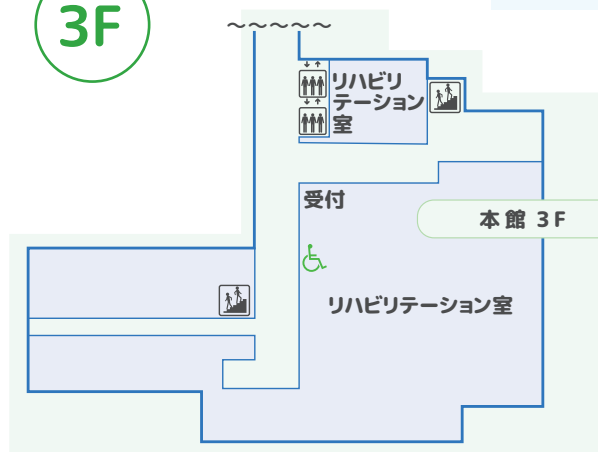 3F
リハビリ
テーション
室
受付
本館 3F
リハビリテーション室